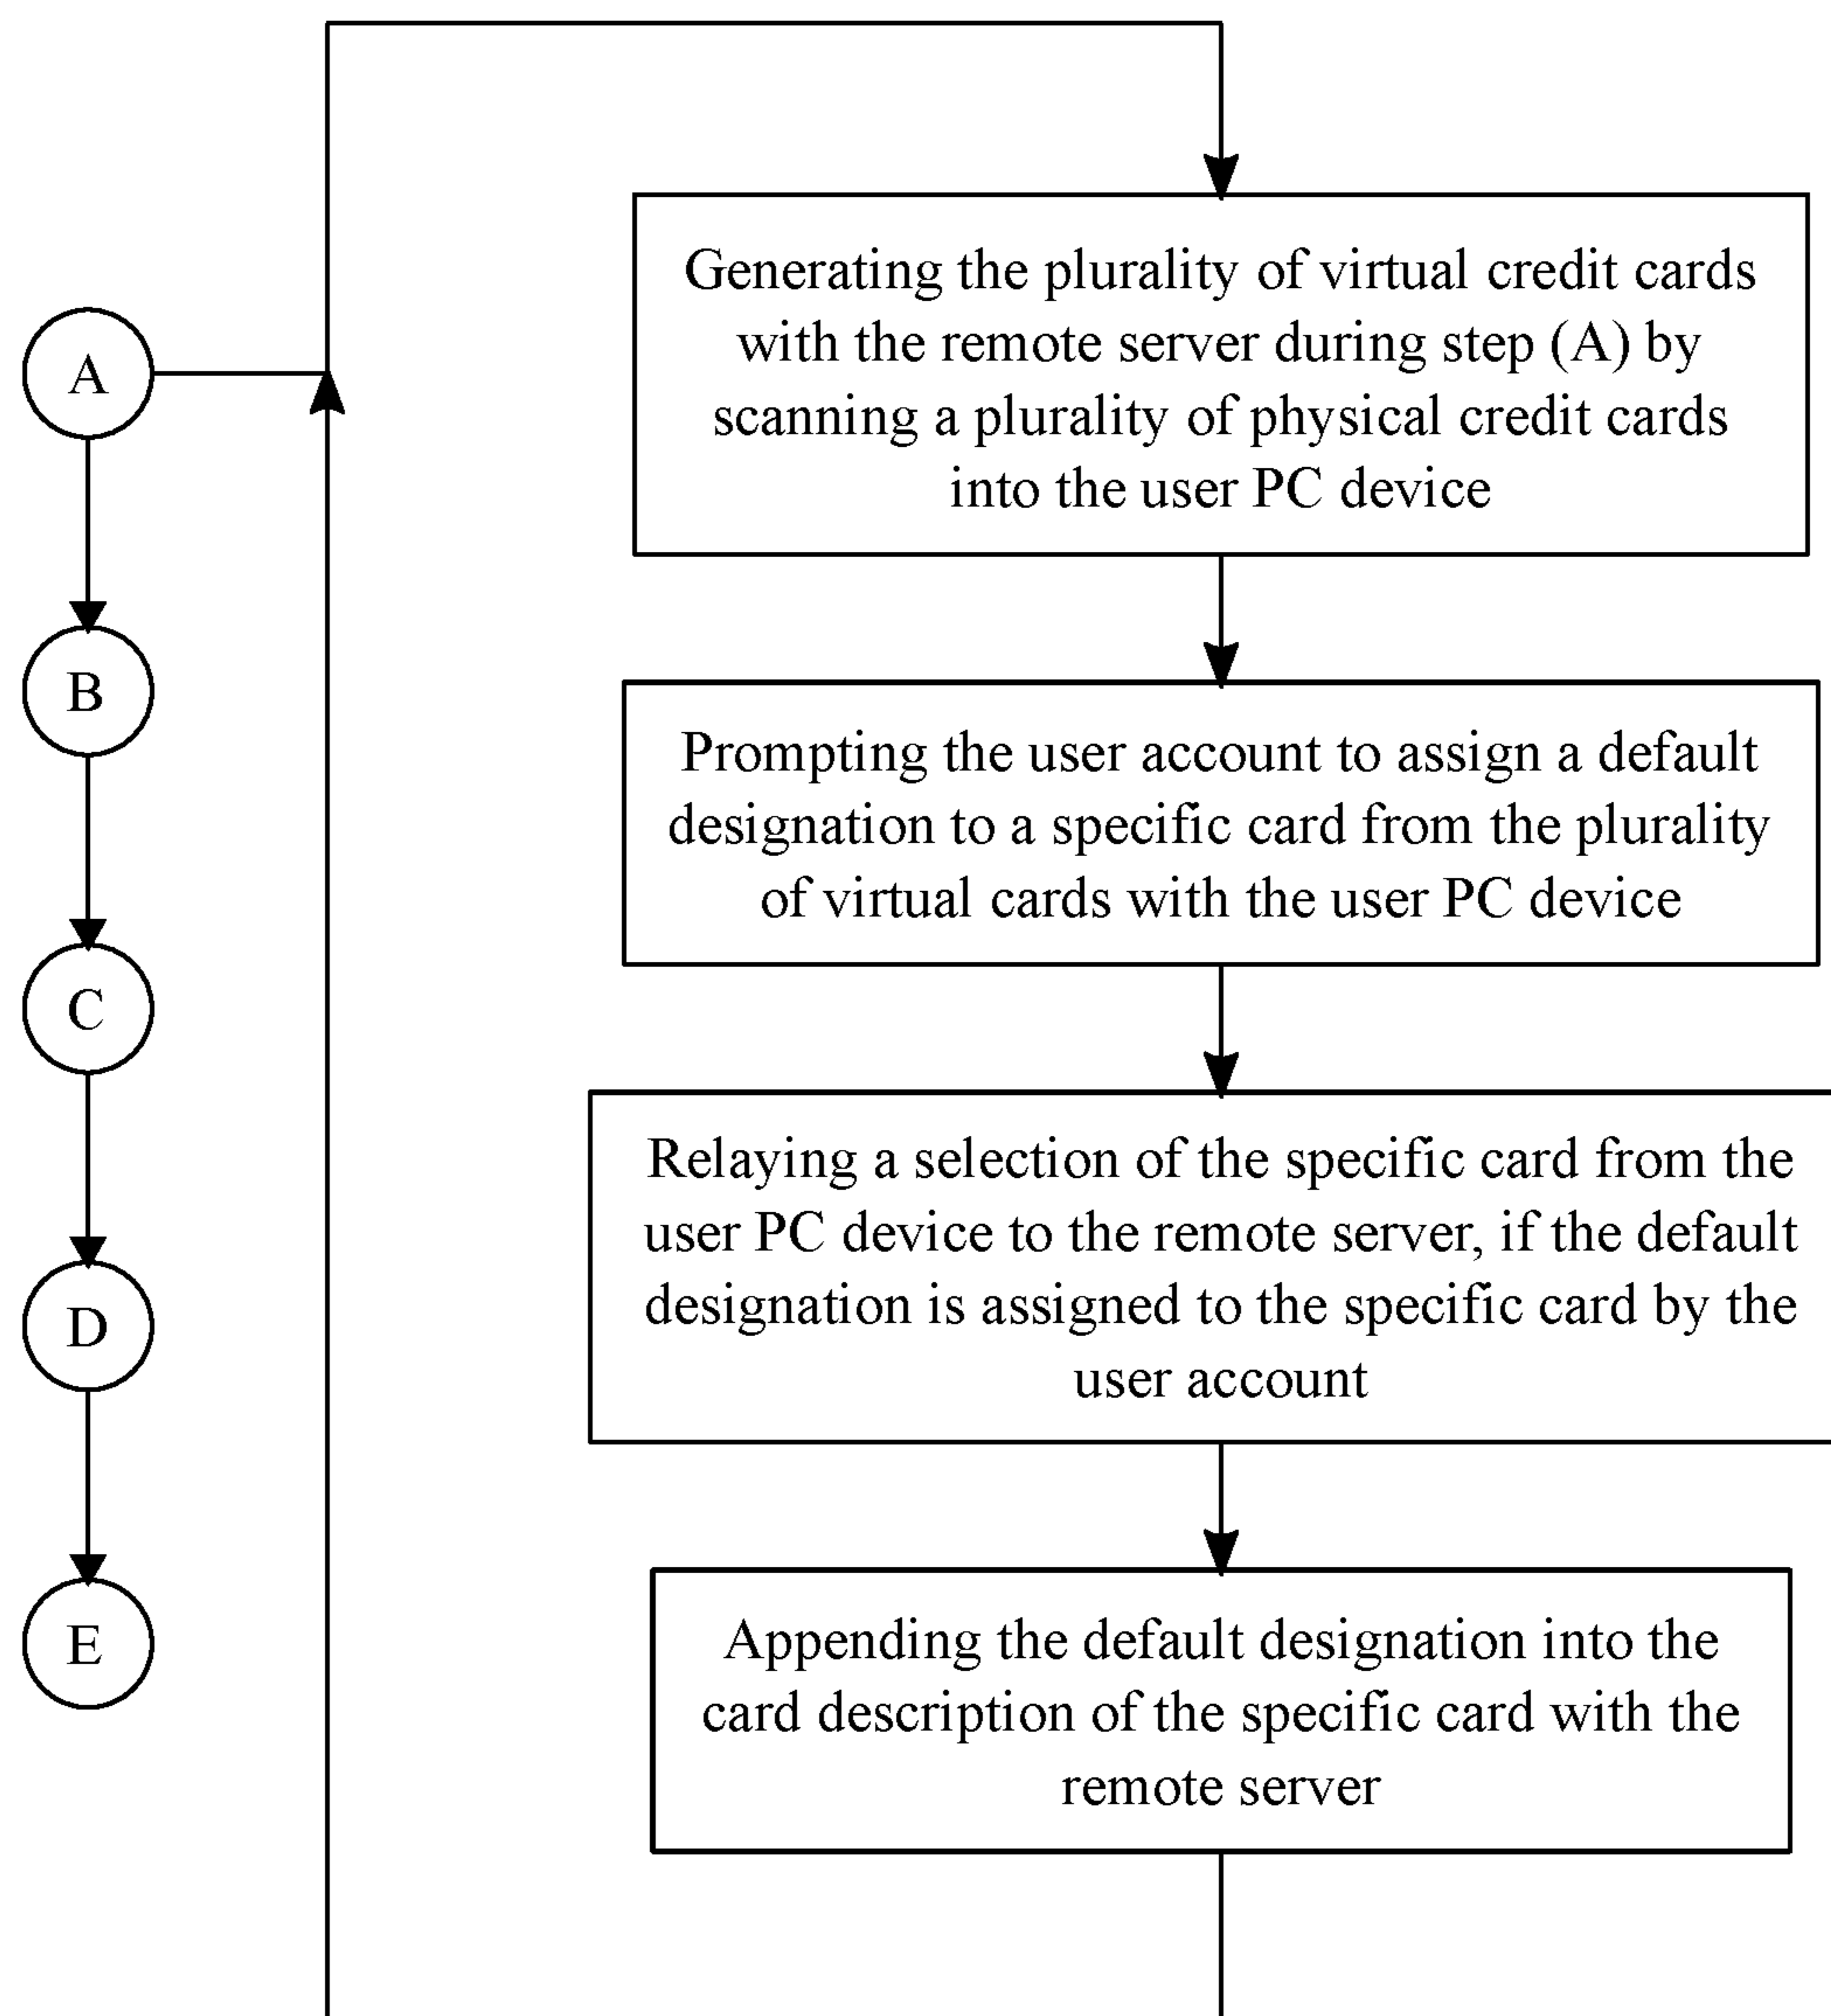 A
B
C
D
E
Generating the plurality of virtual credit cards
with the remote server during step (A) by
scanning a plurality of physical credit cards
into the user PC device
Prompting the user account to assign a default
designation to a specific card from the plurality
of virtual cards with the user PC device
Relaying a selection of the specific card from the
user PC device to the remote server, if the default
designation is assigned to the specific card by the
user account
Appending the default designation into the
card description of the specific card with the
remote server